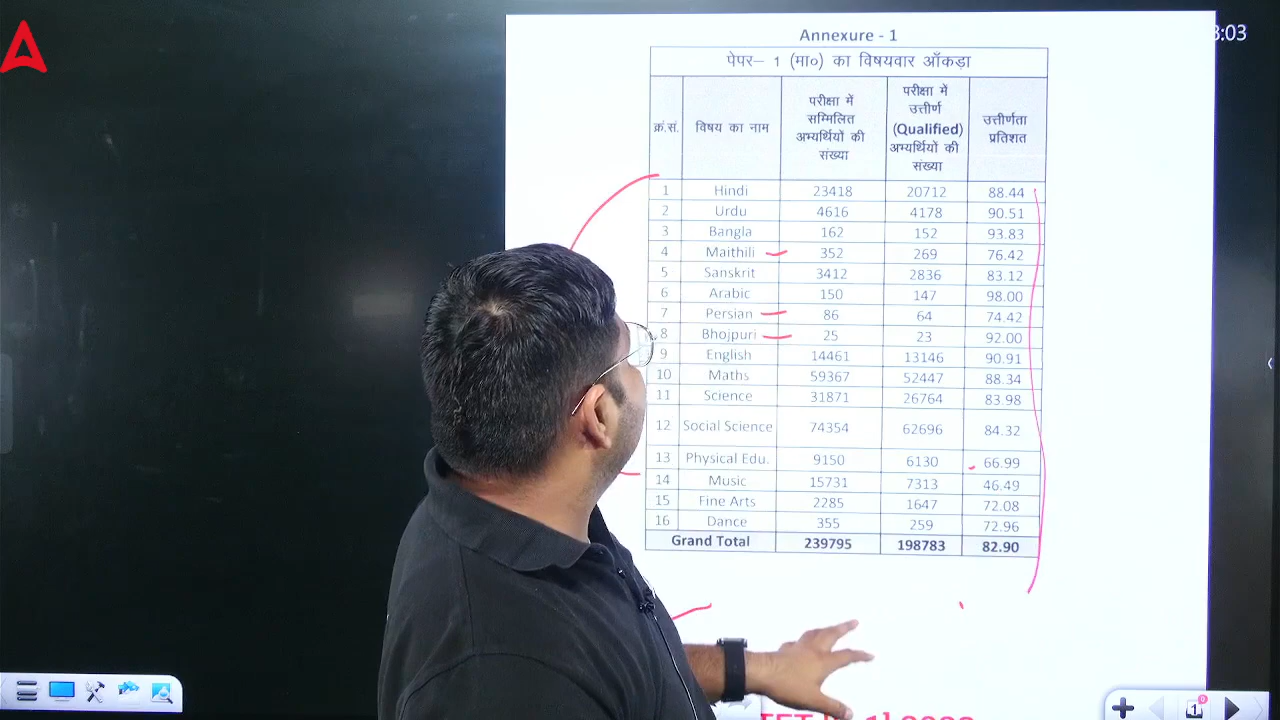 8:03
Annexure - 1
पेपर– 1 (मा०) का विषयवार आँकड़ा
क्र.सं. विषय का नाम परीक्षा में सम्मिलित अभ्यर्थियों की संख्या परीक्षा में उत्तीर्ण (Qualified) अभ्यर्थियों की संख्या उत्तीर्णता प्रतिशत
1 Hindi 23418 20712 88.44
2 Urdu 4616 4178 90.51
3 Bangla 162 152 93.83
4 Maithili 352 269 76.42
5 Sanskrit 3412 2836 83.12
6 Arabic 150 147 98.00
7 Persian 86 64 74.42
8 Bhojpuri 25 23 92.00
9 English 14461 13146 90.91
10 Maths 59367 52447 88.34
11 Science 31871 26764 83.98
12 Social Science 74354 62696 84.32
13 Physical Edu. 9150 6130 66.99
14 Music 15731 7313 46.49
15 Fine Arts 2285 1647 72.08
16 Dance 355 259 72.96
Grand Total 239795 198783 82.90
1